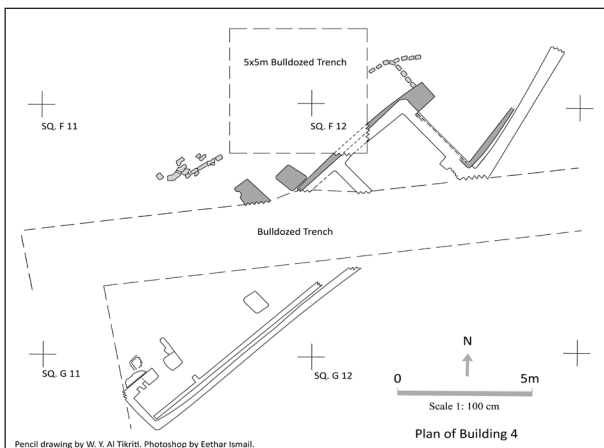 5x5m Bulldozed Trench
SQ. F 11
SQ. F 12
Bulldozed Trench
SQ. G 11
SQ. G 12
N
0 5m
Scale 1: 100 cm
Plan of Building 4
Pencil drawing by W. Y. Al Tikriti. Photoshop by Eethar Ismail.